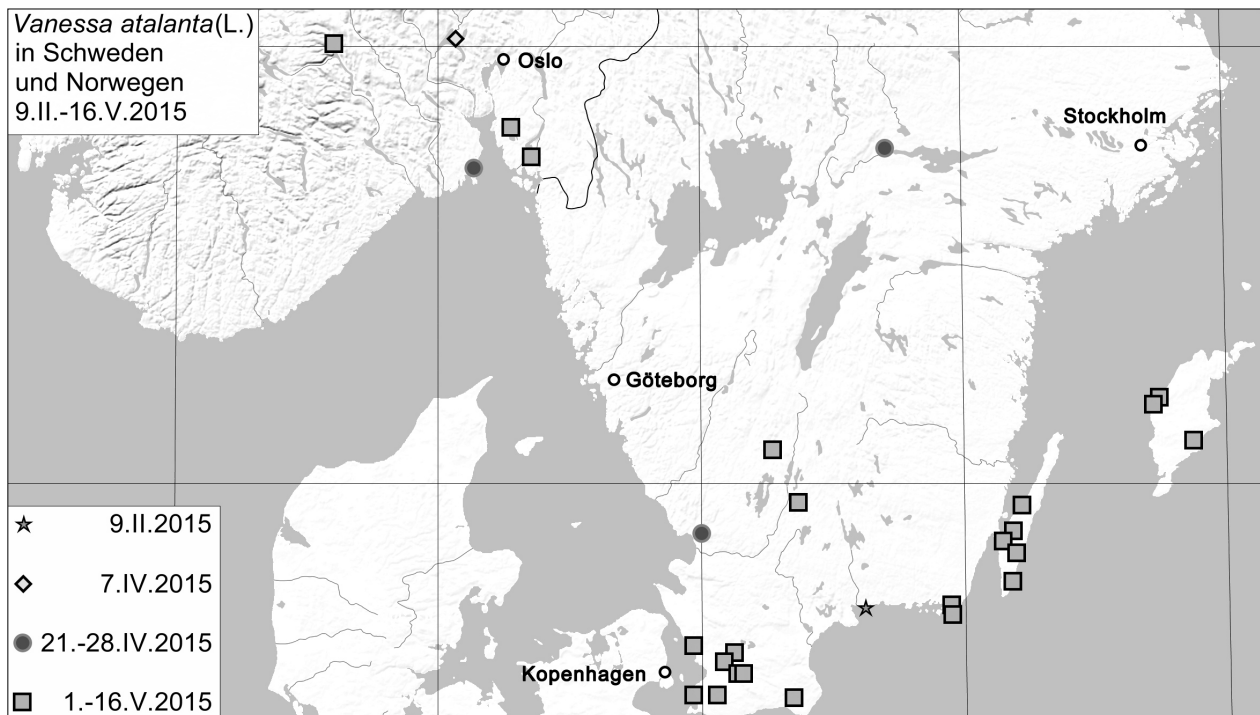 Vanessa atalanta(L.)
in Schweden
und Norwegen
9.II.-16.V.2015
Oslo
Stockholm
Göteborg
Kopenhagen
9.II.2015
7.IV.2015
21.-28.IV.2015
1.-16.V.2015